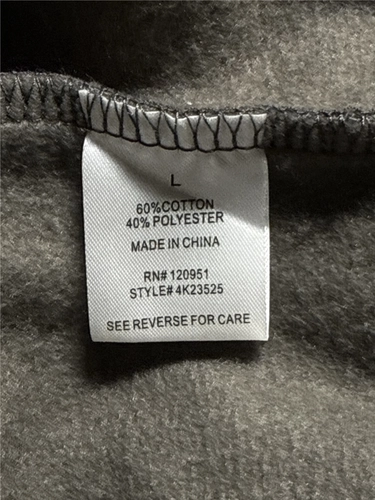 L
60%COTTON
40% POLYESTER
MADE IN CHINA
RN# 120951
STYLE# 4K23525
SEE REVERSE FOR CARE